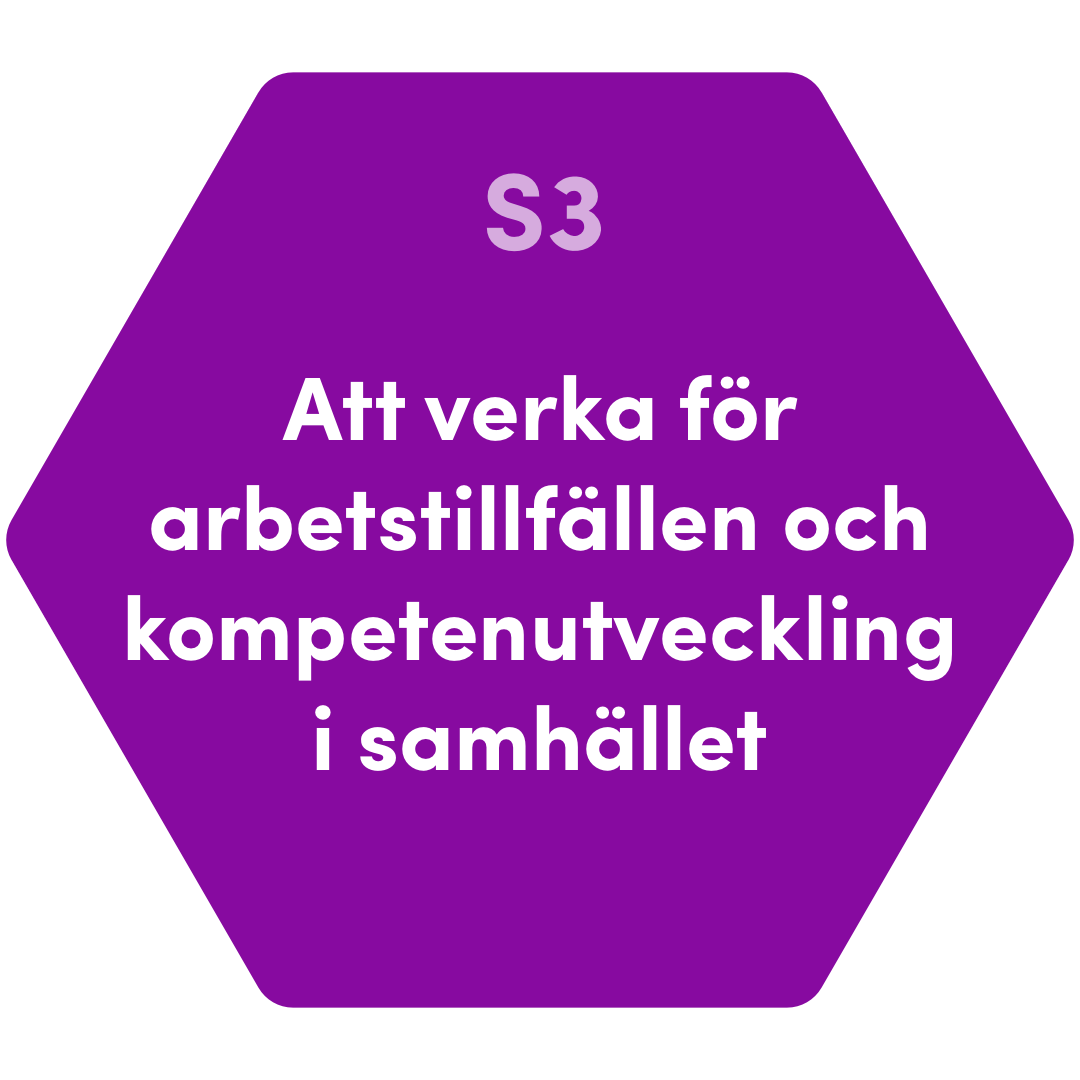 S3
Att verka för
arbetstillfällen och
kompetenutveckling
i samhället